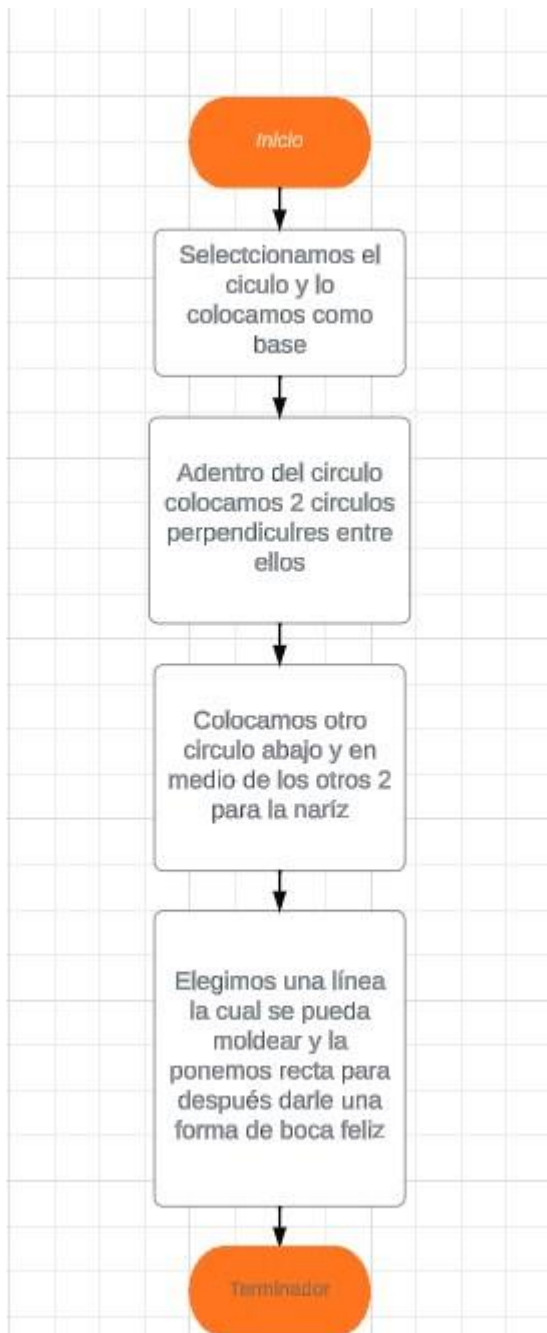 Inicio
Selectcionamos el
ciculo y lo
colocamos como
base
Adentro del circulo
colocamos 2 circulos
perpendiculres entre
ellos
Colocamos otro
circulo abajo y en
medio de los otros 2
para la naríz
Elegimos una línea
la cual se pueda
moldear y la
ponemos recta para
después darle una
forma de boca feliz
Terminador